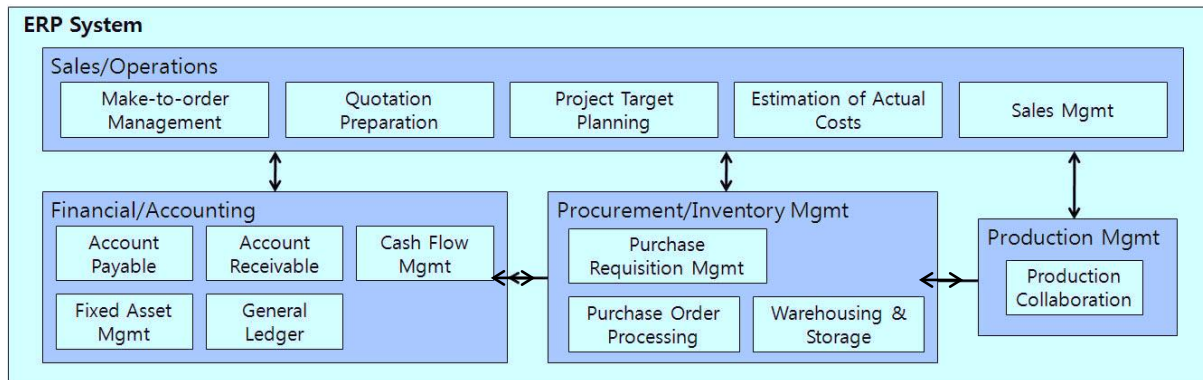 ERP System
Sales/Operations
Make-to-order
Management
Quotation
Preparation
Project Target
Planning
Estimation of Actual
Costs
Sales Mgmt
Financial/Accounting
Account
Payable
Account
Receivable
Cash Flow
Mgmt
Fixed Asset
Mgmt
General
Ledger
Procurement/Inventory Mgmt
Purchase
Requisition Mgmt
Purchase Order
Processing
Warehousing &
Storage
Production Mgmt
Production
Collaboration